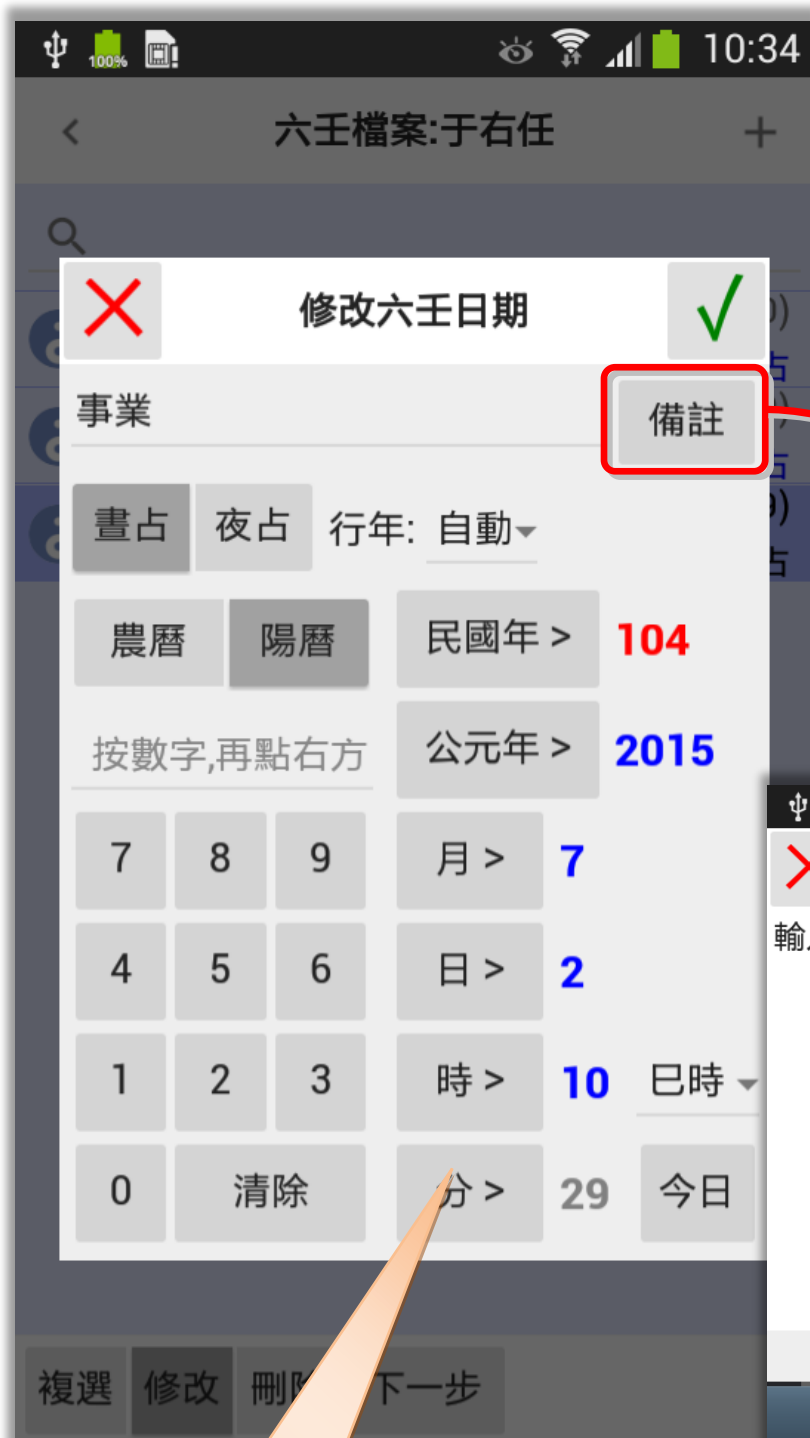 100% 10:34
< 六壬檔案:于右任 +
修改六壬日期
事業 備註
晝占 夜占 行年: 自動
農曆 陽曆 民國年 > 104
按數字,再點右方 公元年 > 2015
7 8 9 月 > 7
4 5 6 日 > 2
1 2 3 時 > 10 巳時
0 清除 分 > 29 今日
複選 修改 刪除 下一步